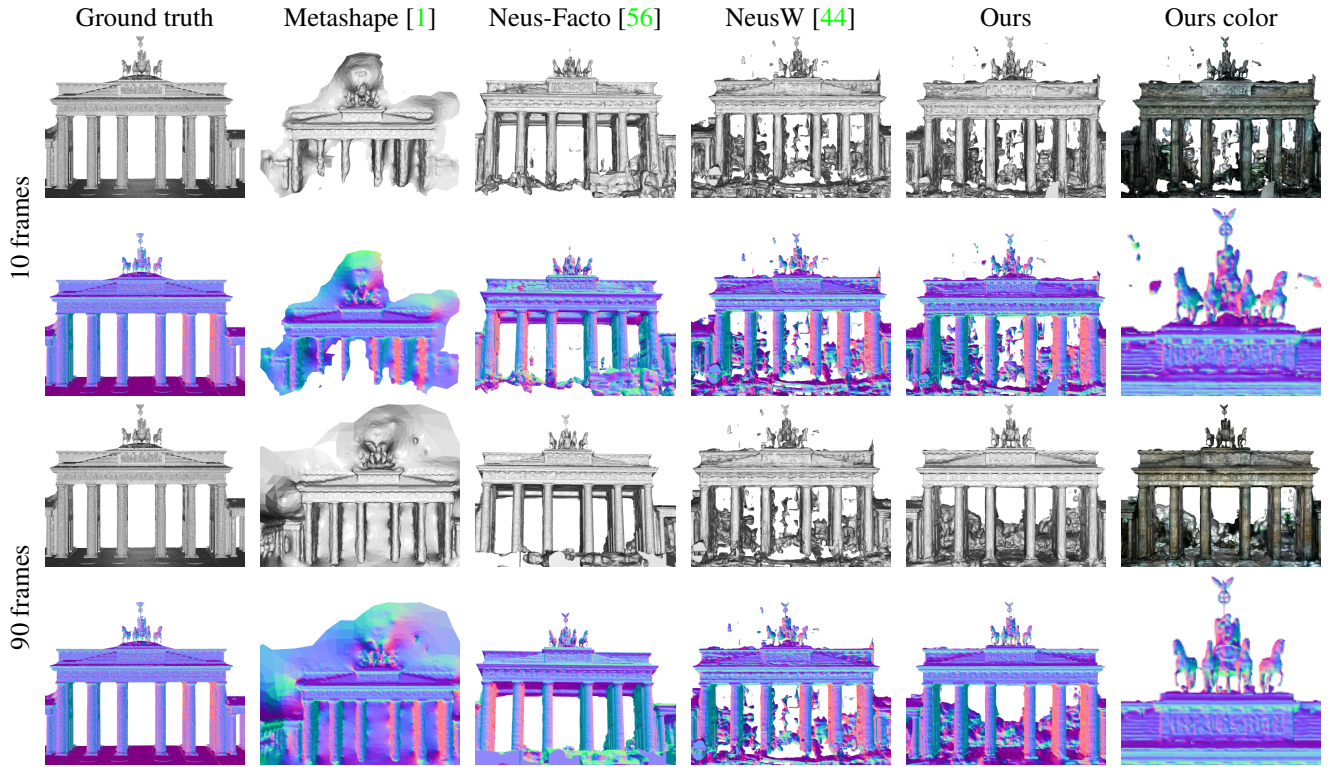 Ground truth Metashape [1] Neus-Facto [56] NeusW [44] Ours Ours color
10 frames
90 frames